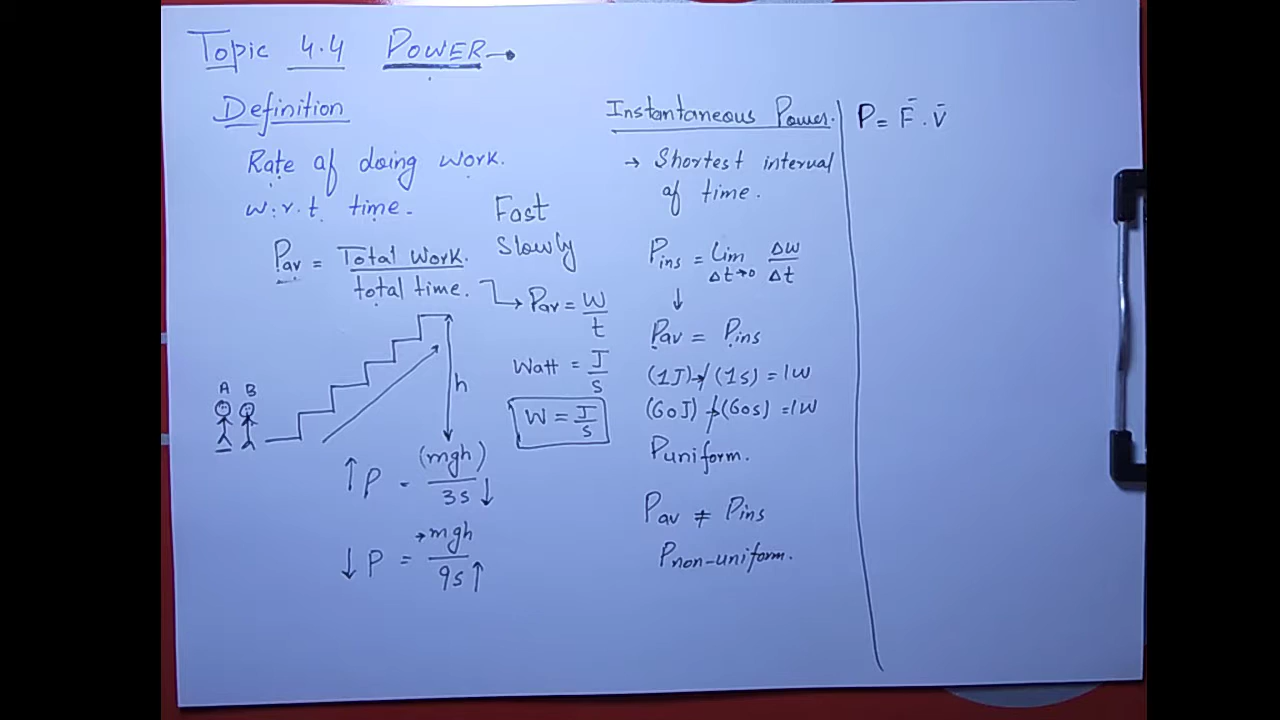 Topic 4.4 POWER →
Definition
Rate of doing work.
w.r.t. time.
Fast
Slowly
Pav = Total Work. / total time.
→ Pav = W/t
Watt = J/s
W = J/s
A B
h
↑ P = (mgh) / 3s ↓
↓ P = →mgh / 9s ↑
Instantaneous Power.
→ Shortest interval
of time.
Pins = Lim Δt→0 Δw/Δt
↓
Pav = Pins
(1J) → / (1s) = 1W
(60J) → / (60s) = 1W
Puniform.
Pav ≠ Pins
Pnon-uniform.
P = F̄ . v̄